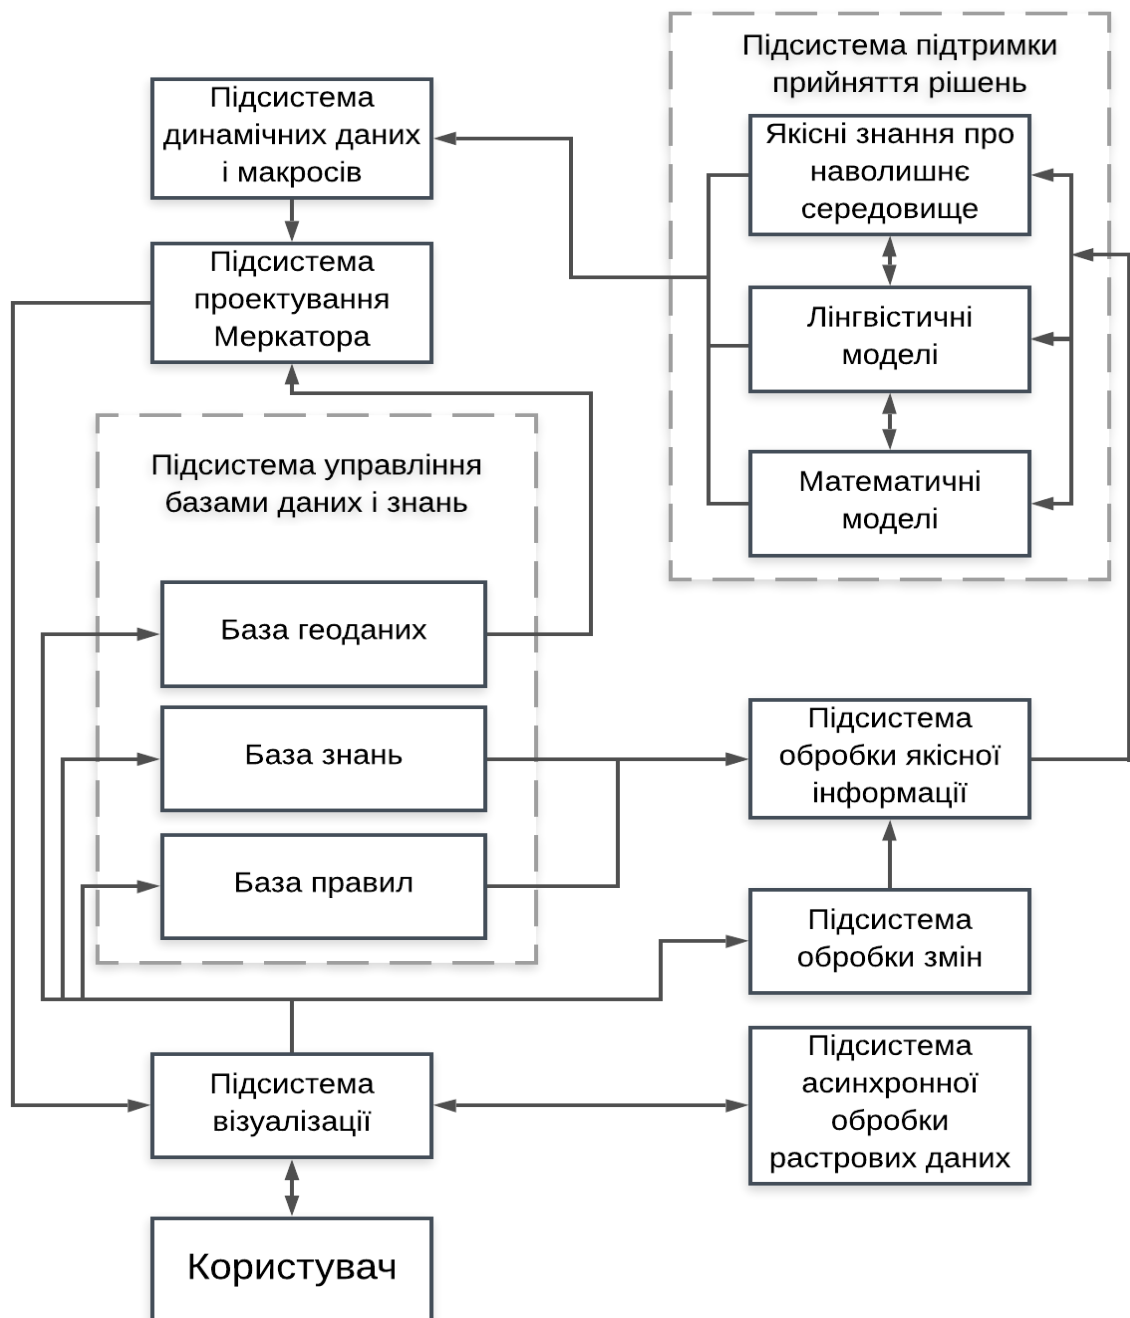 Підсистема підтримки
прийняття рішень
Підсистема
динамічних даних
і макросів
Якісні знання про
наволишнє
середовище
Підсистема
проектування
Меркатора
Лінгвістичні
моделі
Підсистема управління
базами даних і знань
Математичні
моделі
База геоданих
База знань
Підсистема
обробки якісної
інформації
База правил
Підсистема
обробки змін
Підсистема
візуалізації
Підсистема
асинхронної
обробки
растрових даних
Користувач